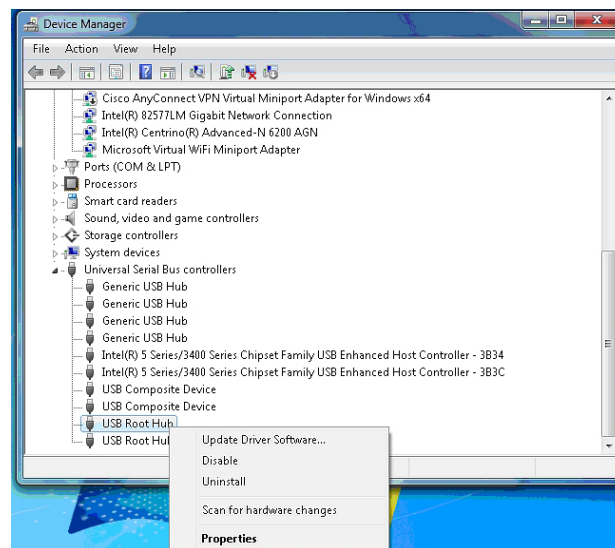 Device Manager
File Action View Help
Cisco AnyConnect VPN Virtual Miniport Adapter for Windows x64
Intel(R) 82577LM Gigabit Network Connection
Intel(R) Centrino(R) Advanced-N 6200 AGN
Microsoft Virtual WiFi Miniport Adapter
Ports (COM & LPT)
Processors
Smart card readers
Sound, video and game controllers
Storage controllers
System devices
Universal Serial Bus controllers
Generic USB Hub
Generic USB Hub
Generic USB Hub
Generic USB Hub
Intel(R) 5 Series/3400 Series Chipset Family USB Enhanced Host Controller - 3B34
Intel(R) 5 Series/3400 Series Chipset Family USB Enhanced Host Controller - 3B3C
USB Composite Device
USB Composite Device
USB Root Hub
USB Root Hu
Update Driver Software...
Disable
Uninstall
Scan for hardware changes
Properties